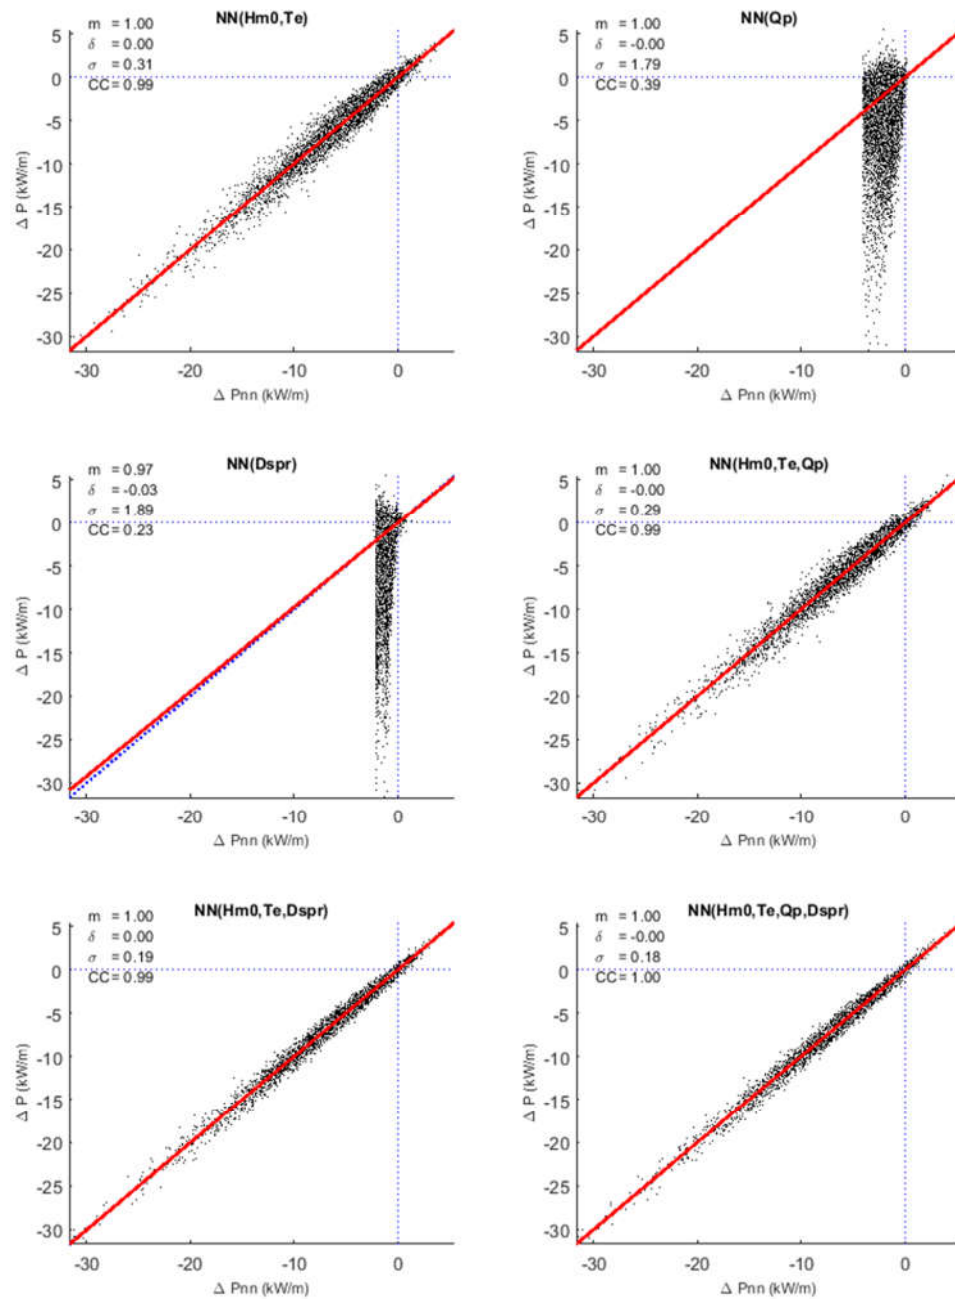 NN(Hm0,Te)
m = 1.00
δ = 0.00
σ = 0.31
CC= 0.99
5
0
-5
-10
-15
-20
-25
-30
Δ P (kW/m)
-30 -20 -10 0
Δ Pnn (kW/m)
NN(Qp)
m = 1.00
δ = -0.00
σ = 1.79
CC= 0.39
5
0
-5
-10
-15
-20
-25
-30
Δ P (kW/m)
-30 -20 -10 0
Δ Pnn (kW/m)
NN(Dspr)
m = 0.97
δ = -0.03
σ = 1.89
CC= 0.23
5
0
-5
-10
-15
-20
-25
-30
Δ P (kW/m)
-30 -20 -10 0
Δ Pnn (kW/m)
NN(Hm0,Te,Qp)
m = 1.00
δ = -0.00
σ = 0.29
CC= 0.99
5
0
-5
-10
-15
-20
-25
-30
Δ P (kW/m)
-30 -20 -10 0
Δ Pnn (kW/m)
NN(Hm0,Te,Dspr)
m = 1.00
δ = 0.00
σ = 0.19
CC= 0.99
5
0
-5
-10
-15
-20
-25
-30
Δ P (kW/m)
-30 -20 -10 0
Δ Pnn (kW/m)
NN(Hm0,Te,Qp,Dspr)
m = 1.00
δ = -0.00
σ = 0.18
CC= 1.00
5
0
-5
-10
-15
-20
-25
-30
Δ P (kW/m)
-30 -20 -10 0
Δ Pnn (kW/m)